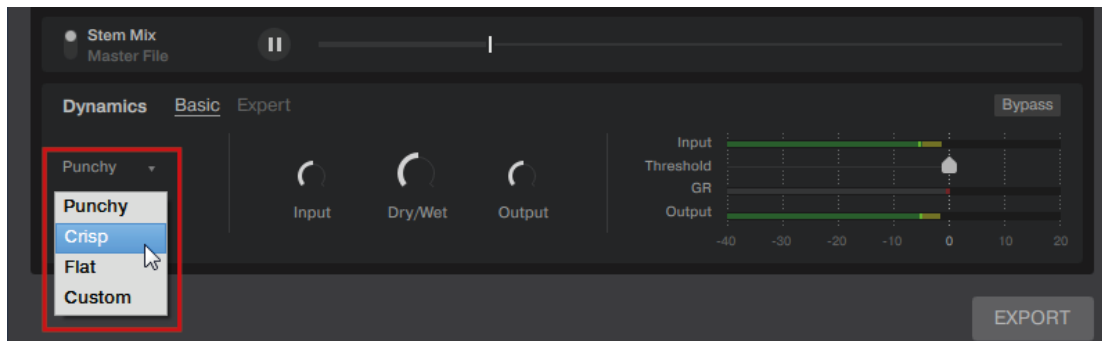 Stem Mix
Master File
Dynamics Basic Expert Bypass
Punchy
Punchy
Crisp
Flat
Custom
Input Dry/Wet Output
Input
Threshold
GR
Output
-40 -30 -20 -10 0 10 20
EXPORT